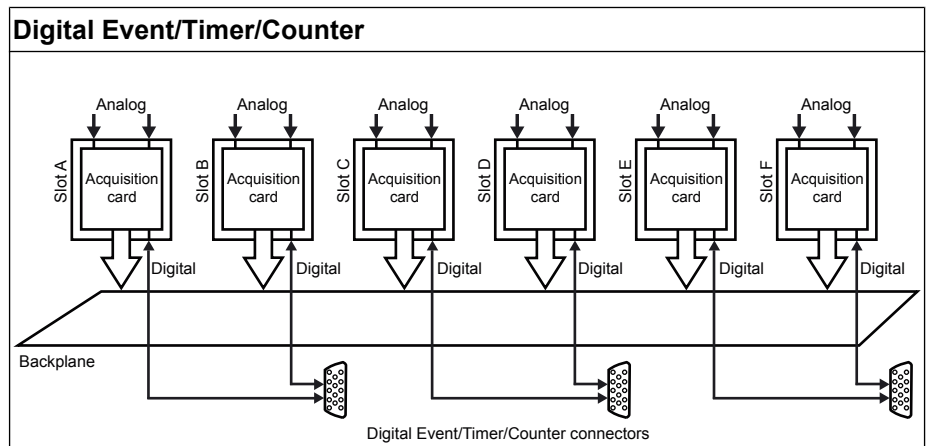 Digital Event/Timer/Counter
Analog
Analog
Analog
Analog
Analog
Analog
Slot A
Acquisition
card
Slot B
Acquisition
card
Slot C
Acquisition
card
Slot D
Acquisition
card
Slot E
Acquisition
card
Slot F
Acquisition
card
Digital
Digital
Digital
Digital
Digital
Digital
Backplane
Digital Event/Timer/Counter connectors